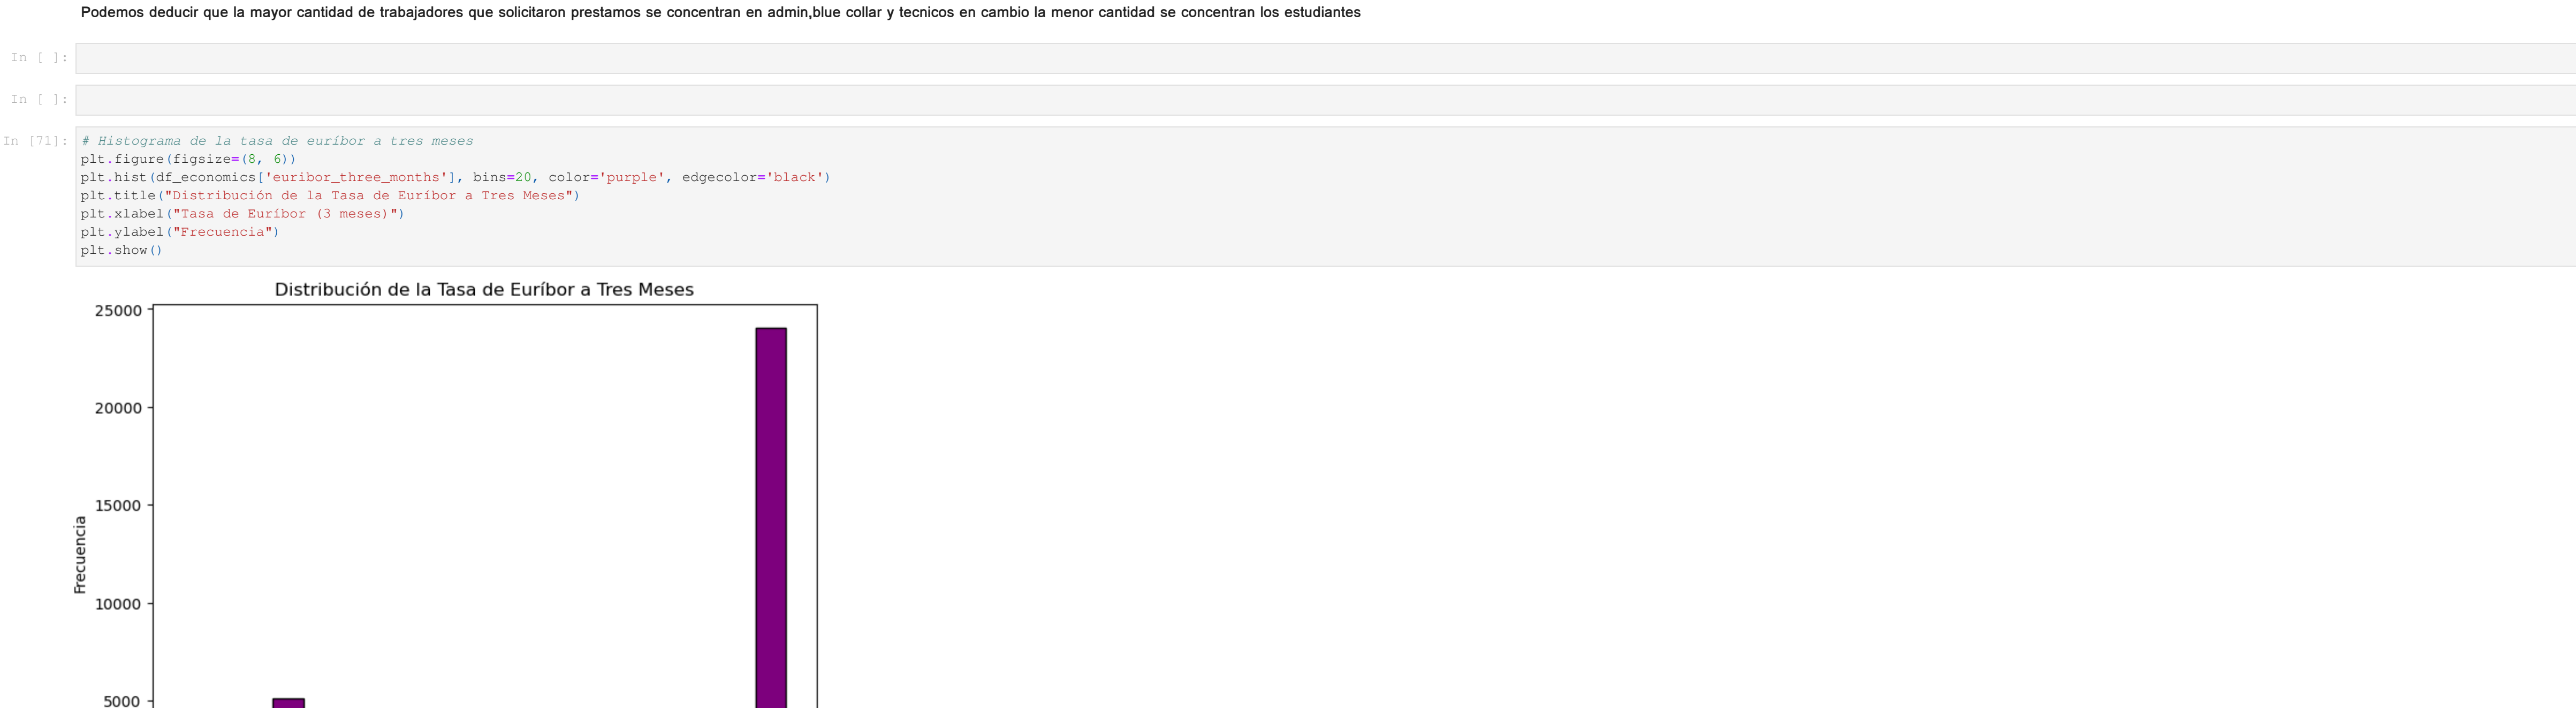 Podemos deducir que la mayor cantidad de trabajadores que solicitaron prestamos se concentran en admin,blue collar y tecnicos en cambio la menor cantidad se concentran los estudiantes
In [ ]:
In [ ]:
In [71]:
# Histograma de la tasa de euríbor a tres meses
plt.figure(figsize=(8, 6))
plt.hist(df_economics['euribor_three_months'], bins=20, color='purple', edgecolor='black')
plt.title("Distribución de la Tasa de Euríbor a Tres Meses")
plt.xlabel("Tasa de Euríbor (3 meses)")
plt.ylabel("Frecuencia")
plt.show()
Distribución de la Tasa de Euríbor a Tres Meses
25000
20000
15000
10000
5000
Frecuencia